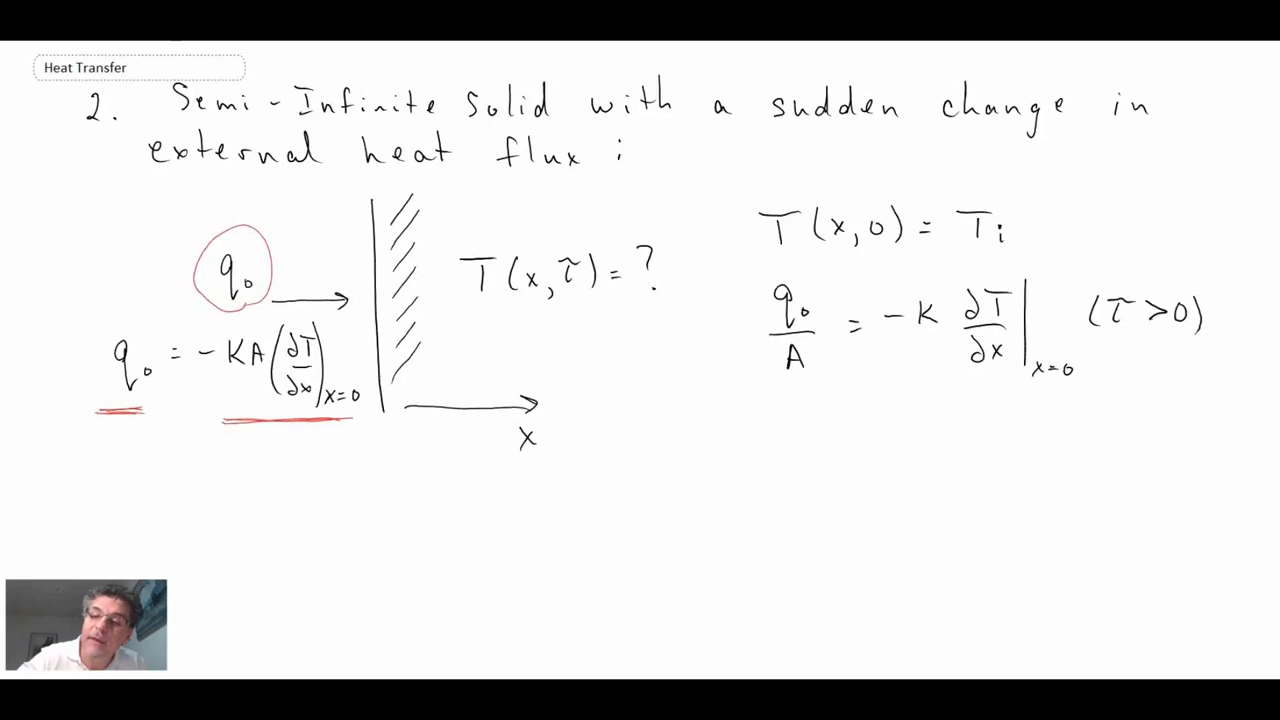 Heat Transfer
2. Semi-Infinite Solid with a sudden change in
external heat flux :
q₀
T(x,τ) = ?
q₀ = -KA(∂T/∂x)x=0
x
T(x,0) = Ti
q₀/A = -K ∂T/∂x |x=0 (τ>0)